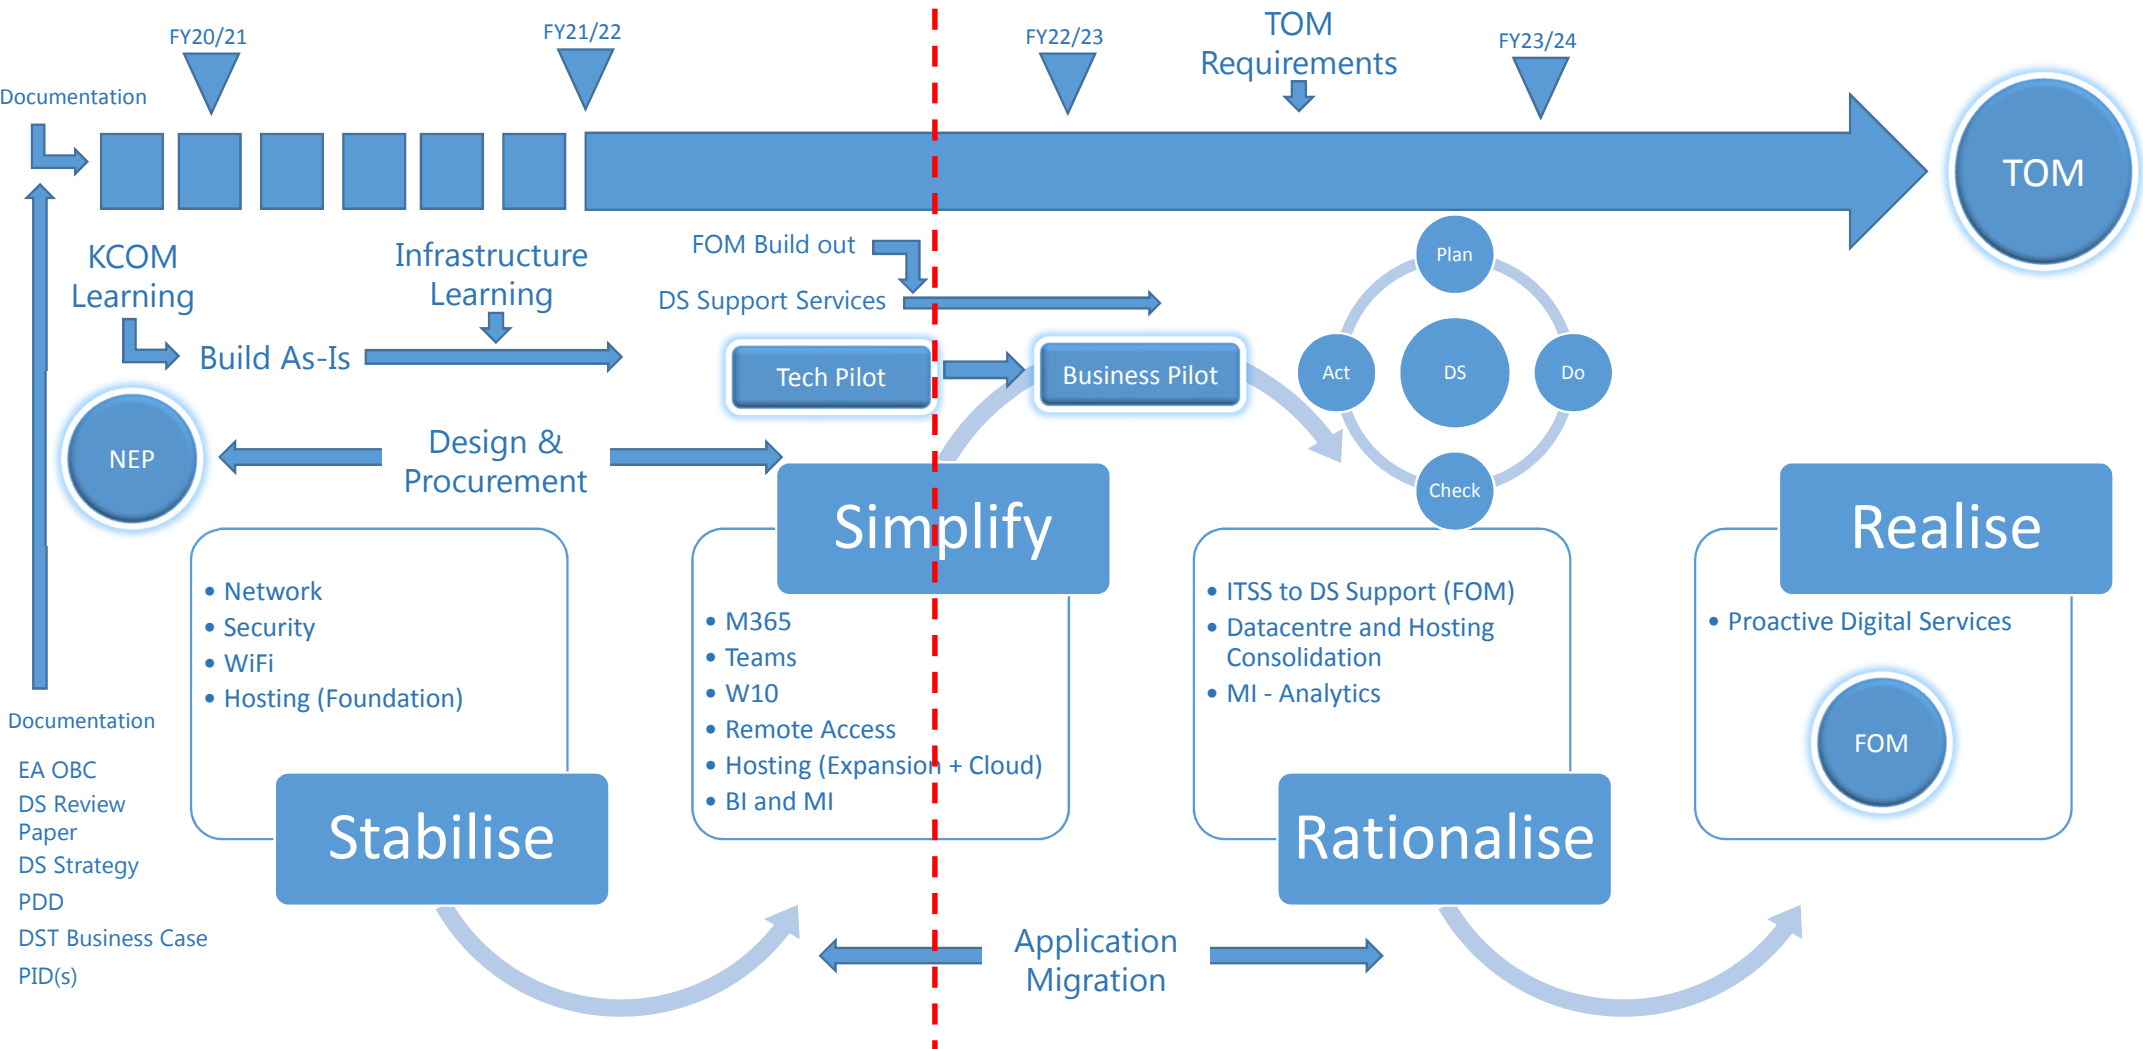 FY20/21
FY21/22
FY22/23
TOM
Requirements
FY23/24
Documentation
TOM
KCOM
Learning
Infrastructure
Learning
FOM Build out
DS Support Services
Build As-Is
Tech Pilot
Business Pilot
Plan
Act
DS
Do
Check
NEP
Design &
Procurement
Simplify
Realise
• Network
• Security
• WiFi
• Hosting (Foundation)
Stabilise
• M365
• Teams
• W10
• Remote Access
• Hosting (Expansion + Cloud)
• BI and MI
• ITSS to DS Support (FOM)
• Datacentre and Hosting
Consolidation
• MI - Analytics
Rationalise
• Proactive Digital Services
FOM
Documentation
EA OBC
DS Review
Paper
DS Strategy
PDD
DST Business Case
PID(s)
Application
Migration